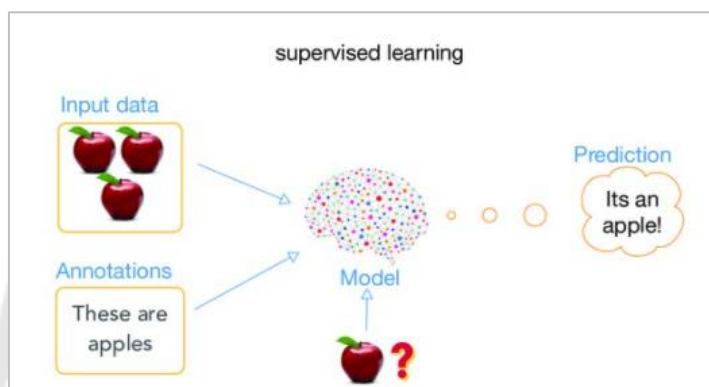 supervised learning
Input data
Prediction
Its an
apple!
Annotations
These are
apples
Model
?